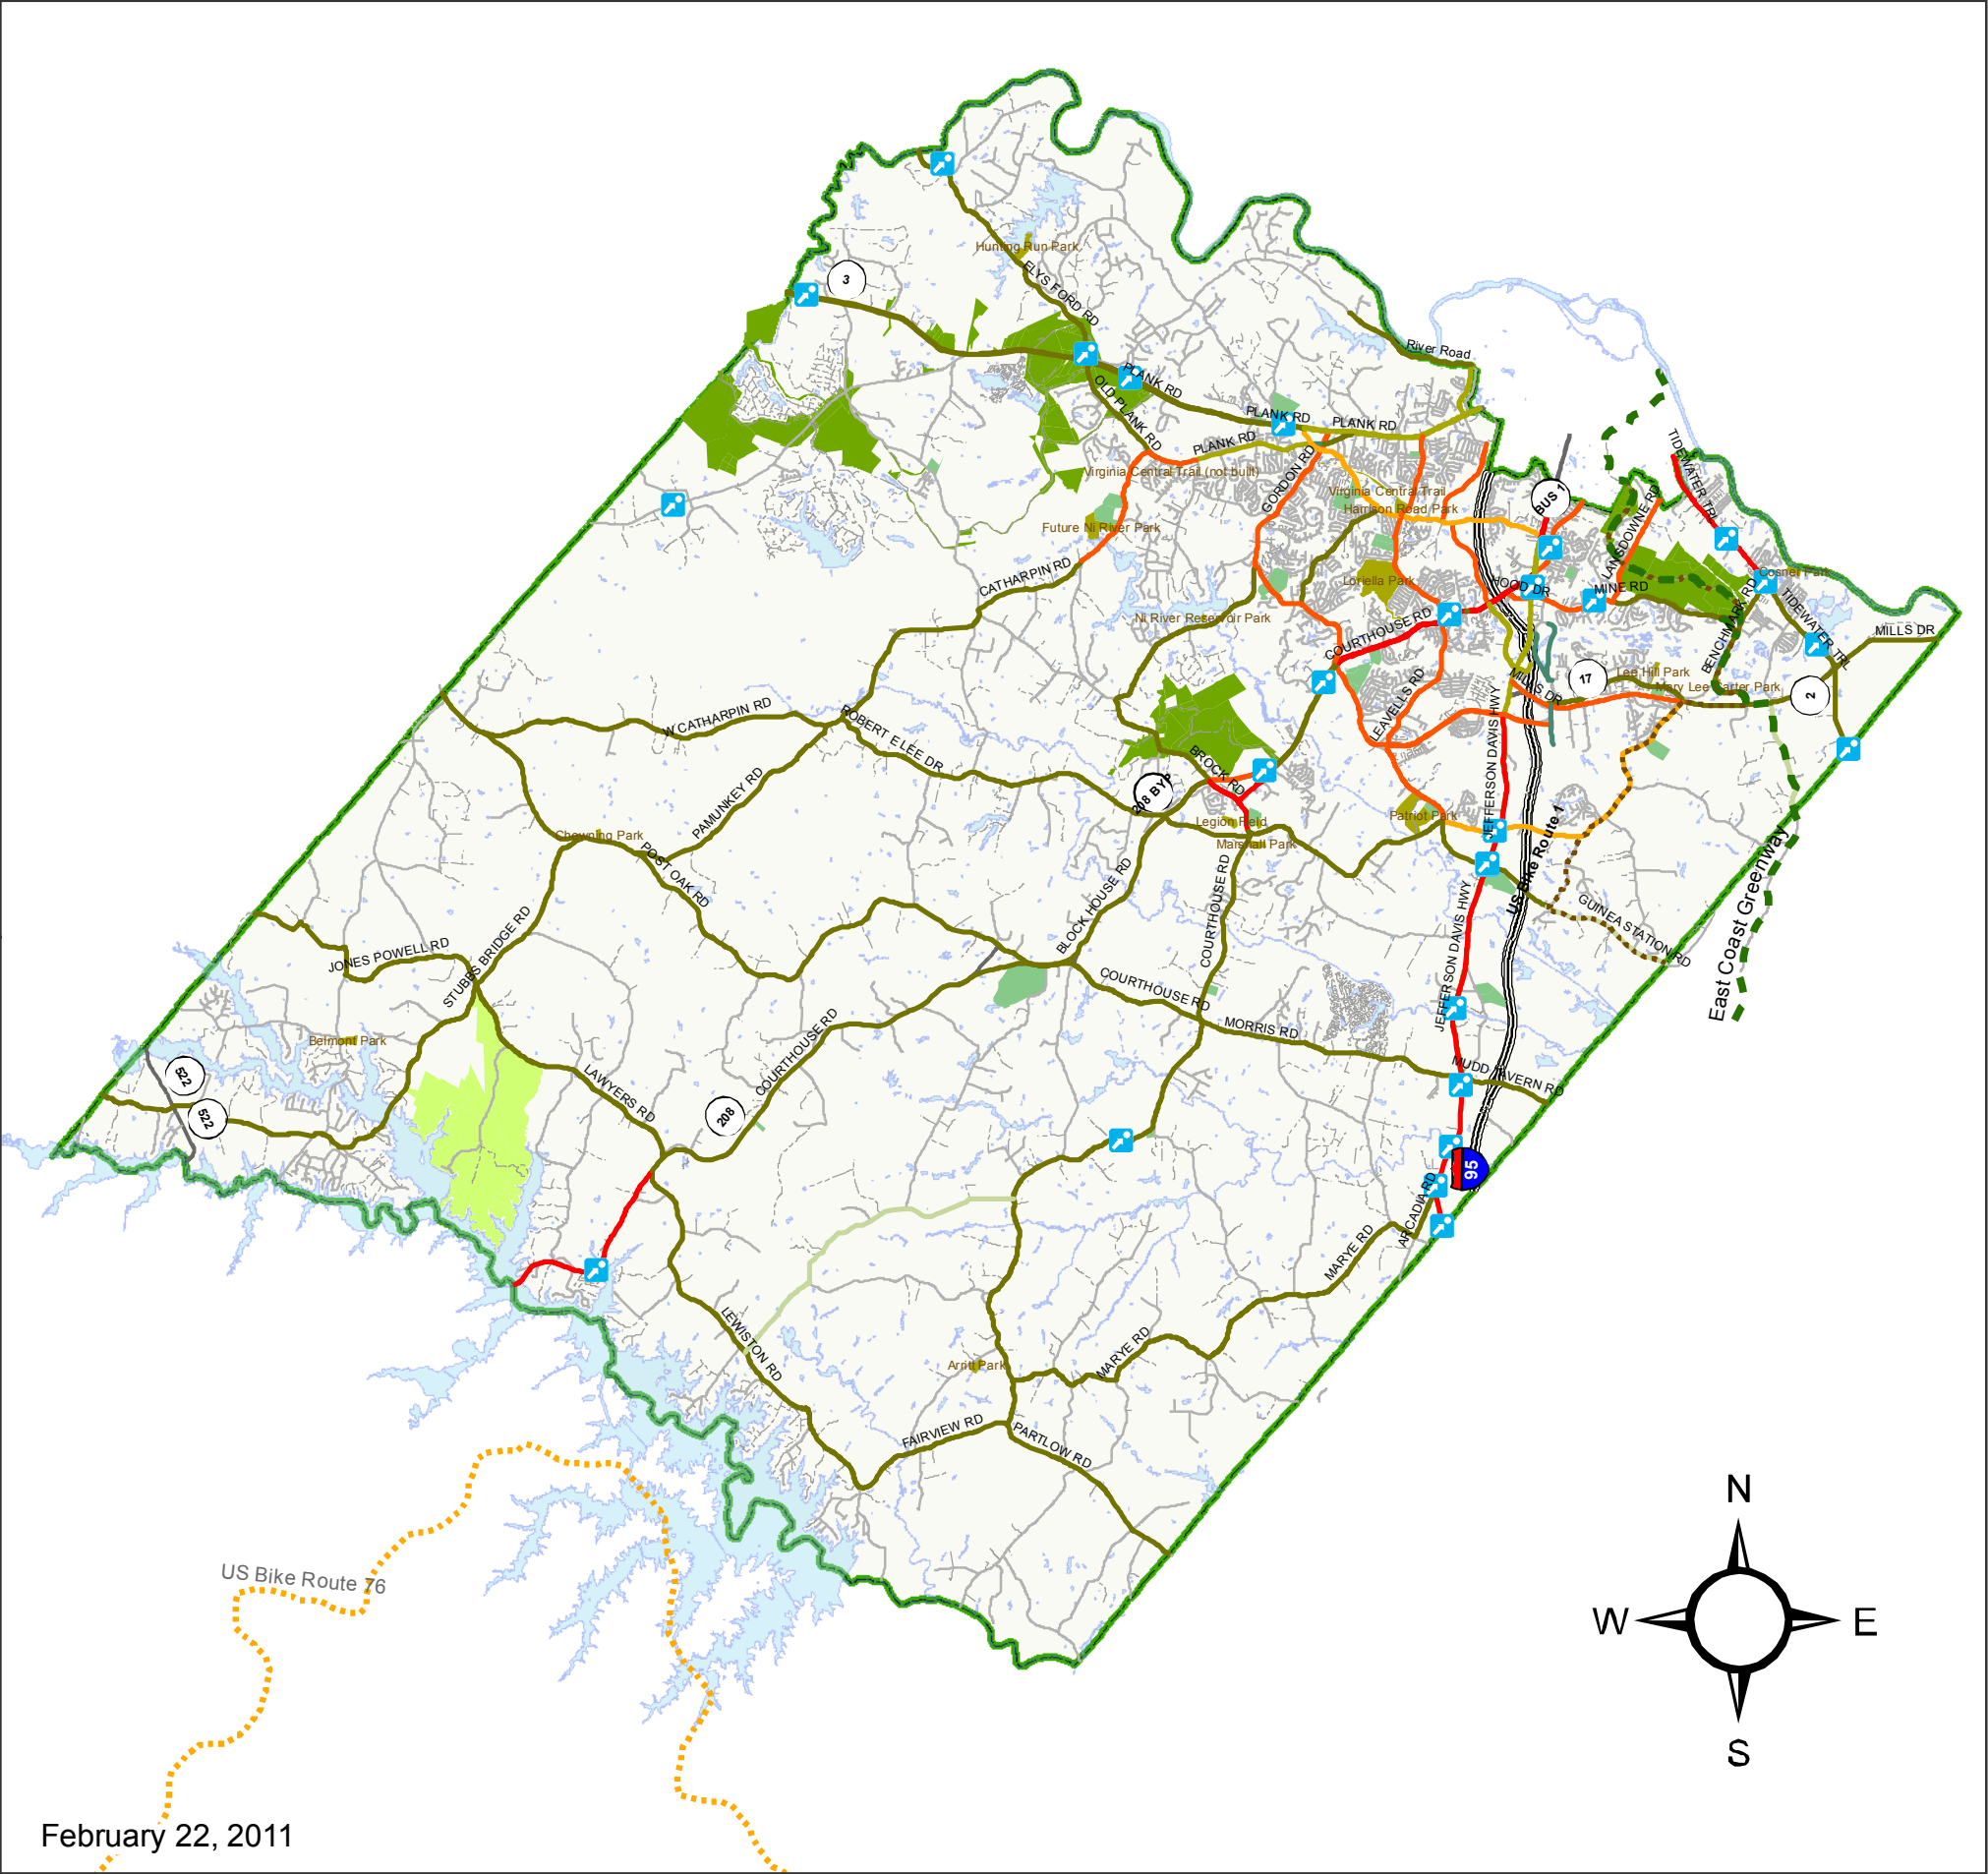 Hunting Run Park
3
ELYS FORD RD
River Road
PLANK RD
OLD PLANK RD
PLANK RD
PLANK RD
PLANK RD
TIDEWATER TRL
Virginia Central Trail (not built)
GORDON RD
Virginia Central Trail
Harrison Road Park
BUS 1
LANSDOWNE RD
Future Ni River Park
CATHARPIN RD
Loriella Park
HOOD DR
MINE RD
Cosner Park
Ni River Reservoir Park
COURTHOUSE RD
BENCHMARK RD
TIDEWATER TRL
MILLS DR
MILLS DR
17
Lee Hill Park
Mary Lee Carter Park
2
LEAVELLS RD
W CATHARPIN RD
ROBERT E LEE DR
BROCK RD
208 BYP
JEFFERSON DAVIS HWY
PAMUNKEY RD
Chewning Park
Legion Field
Marshall Park
Patriot Park
US Bike Route 1
POST OAK RD
BLOCK HOUSE RD
COURTHOUSE RD
GUINEA STATION RD
East Coast Greenway
JONES POWELL RD
STUBBS BRIDGE RD
JEFFERSON DAVIS HWY
COURTHOUSE RD
MORRIS RD
Belmont Park
522
522
LAWYERS RD
COURTHOUSE RD
208
MUDD TAVERN RD
95
ARCADIA RD
MARYE RD
LEWISTON RD
Arritt Park
MARYE RD
FAIRVIEW RD
PARTLOW RD
US Bike Route 76
N
W
E
S
February 22, 2011